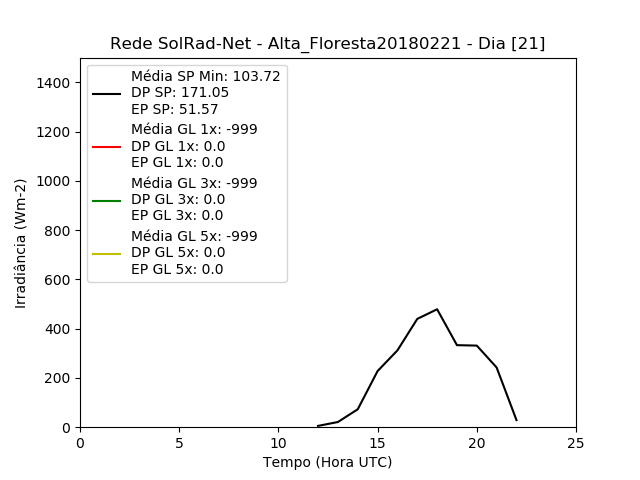 Rede SolRad-Net - Alta_Floresta20180221 - Dia [21]
Média SP Min: 103.72
DP SP: 171.05
EP SP: 51.57
Média GL 1x: -999
DP GL 1x: 0.0
EP GL 1x: 0.0
Média GL 3x: -999
DP GL 3x: 0.0
EP GL 3x: 0.0
Média GL 5x: -999
DP GL 5x: 0.0
EP GL 5x: 0.0
Irradiância (Wm-2)
1400
1200
1000
800
600
400
200
0
0 5 10 15 20 25
Tempo (Hora UTC)